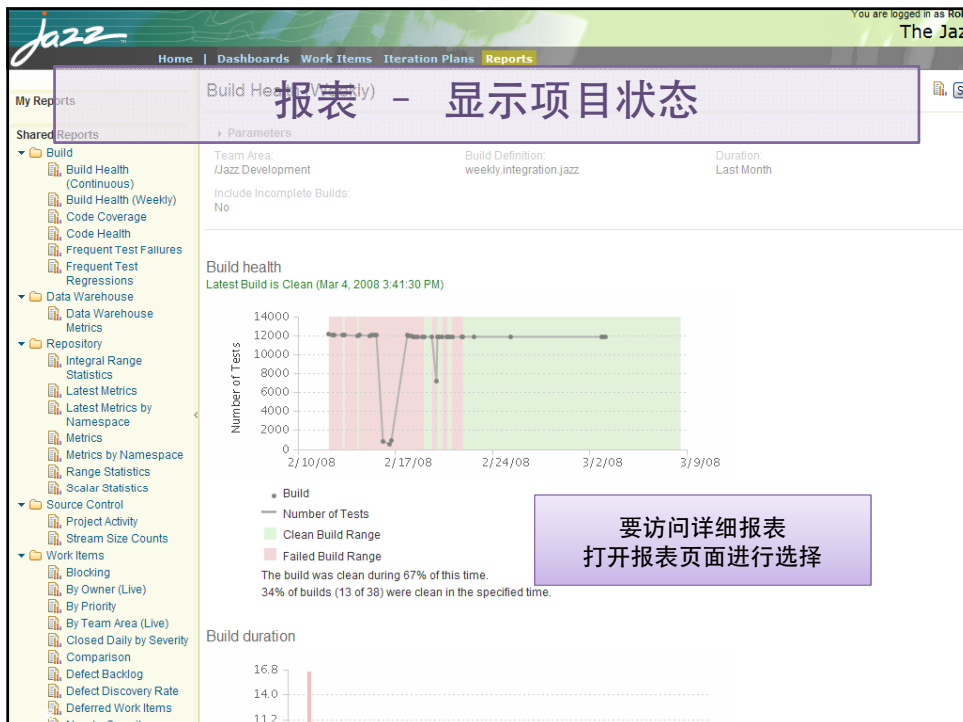 You are logged in as
jazz
The Jaz
Home | Dashboards Work Items Iteration Plans Reports
报表 - 显示项目状态
My Reports
Build Health (Weekly)
Shared Reports
Build
Build Health
(Continuous)
Build Health (Weekly)
Code Coverage
Code Health
Frequent Test Failures
Frequent Test
Regressions
Data Warehouse
Data Warehouse
Metrics
Repository
Integral Range
Statistics
Latest Metrics
Latest Metrics by
Namespace
Metrics
Metrics by Namespace
Range Statistics
Scalar Statistics
Source Control
Project Activity
Stream Size Counts
Work Items
Blocking
By Owner (Live)
By Priority
By Team Area (Live)
Closed Daily by Severity
Comparison
Defect Backlog
Defect Discovery Rate
Deferred Work Items
Parameters
Team Area:
/Jazz Development
Build Definition:
weekly.integration.jazz
Duration:
Last Month
Include Incomplete Builds:
No
Build health
Latest Build is Clean (Mar 4, 2008 3:41:30 PM)
Number of Tests
14000
12000
10000
8000
6000
4000
2000
0
2/10/08 2/17/08 2/24/08 3/2/08 3/9/08
Build
Number of Tests
Clean Build Range
Failed Build Range
The build was clean during 67% of this time.
34% of builds (13 of 38) were clean in the specified time.
要访问详细报表
打开报表页面进行选择
Build duration
16.8
14.0
11.2